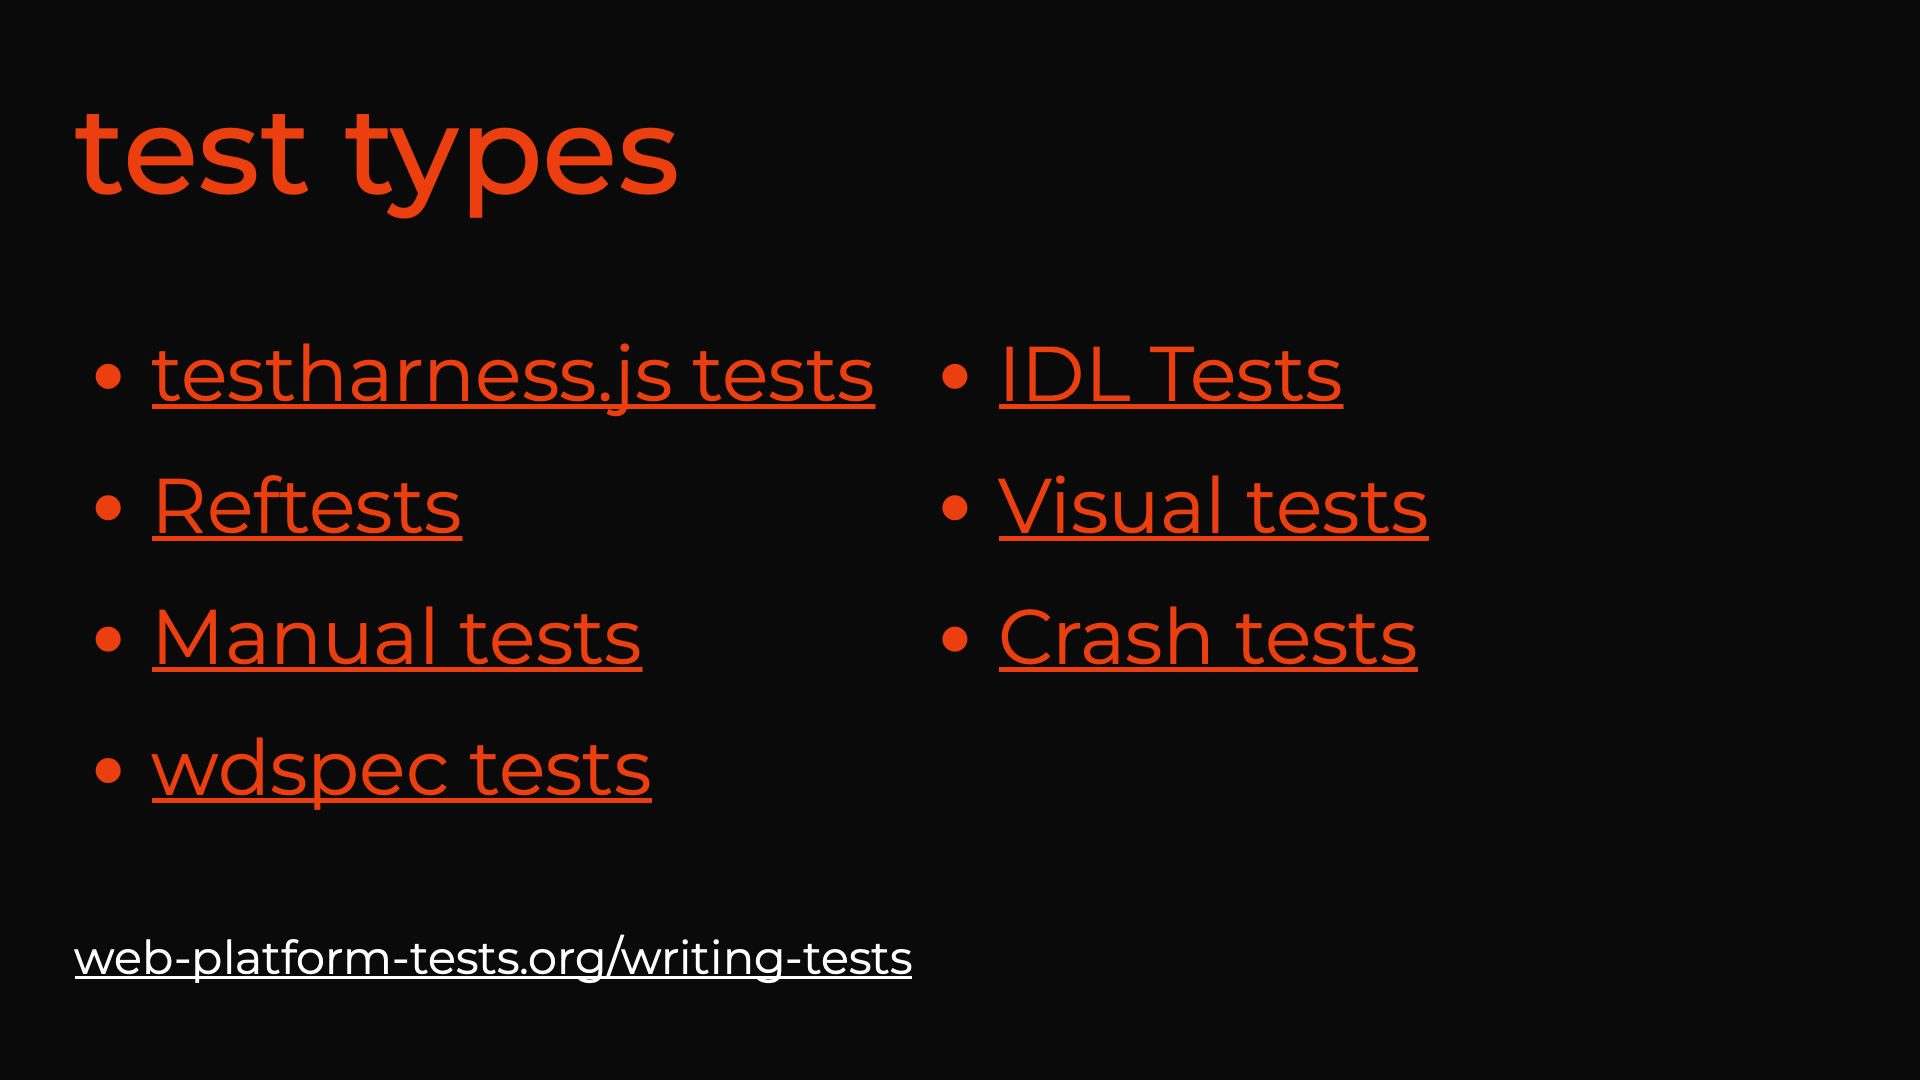 test types
• testharness.js tests
• Reftests
• Manual tests
• wdspec tests
• IDL Tests
• Visual tests
• Crash tests
web-platform-tests.org/writing-tests